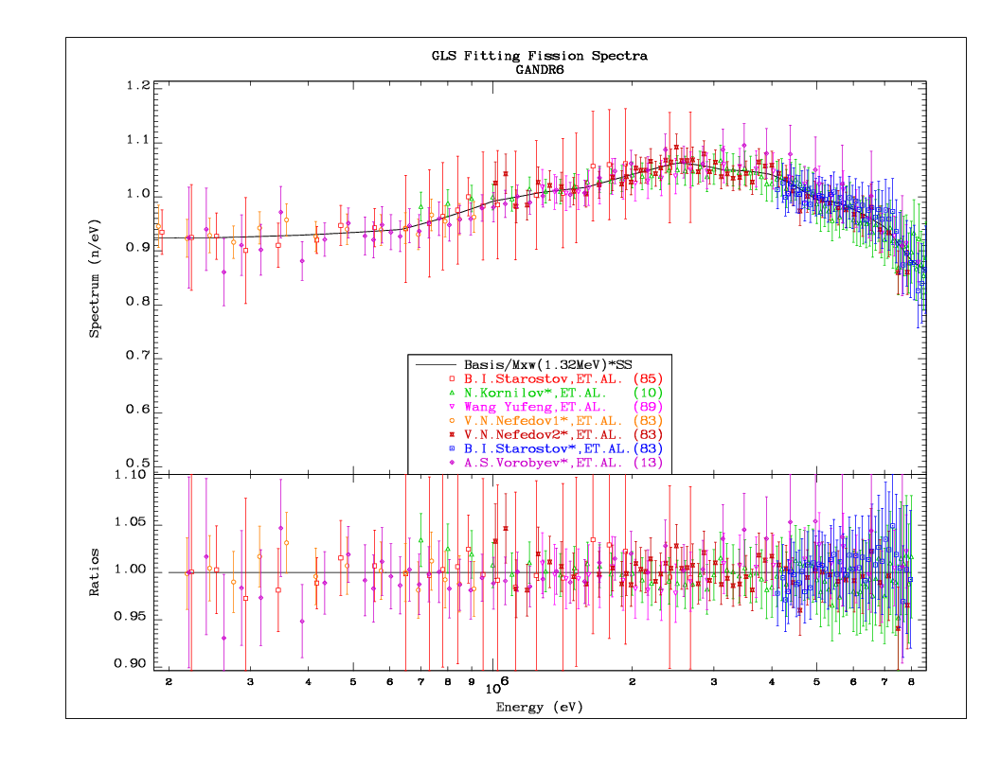 GLS Fitting Fission Spectra
GANDR6
Spectrum (n/eV)
1.2
1.1
1.0
0.9
0.8
0.7
0.6
0.5
Basis/Mxw(1.32MeV)*SS
B.I.Starostov,ET.AL. (85)
N.Kornilov*,ET.AL. (10)
Wang Yufeng,ET.AL. (89)
V.N.Nefedov1*,ET.AL. (83)
V.N.Nefedov2*,ET.AL. (83)
B.I.Starostov*,ET.AL.(83)
A.S.Vorobyev*,ET.AL. (13)
Ratios
1.10
1.05
1.00
0.95
0.90
2 3 4 5 6 7 8 9 10⁶ 2 3 4 5 6 7 8
Energy (eV)